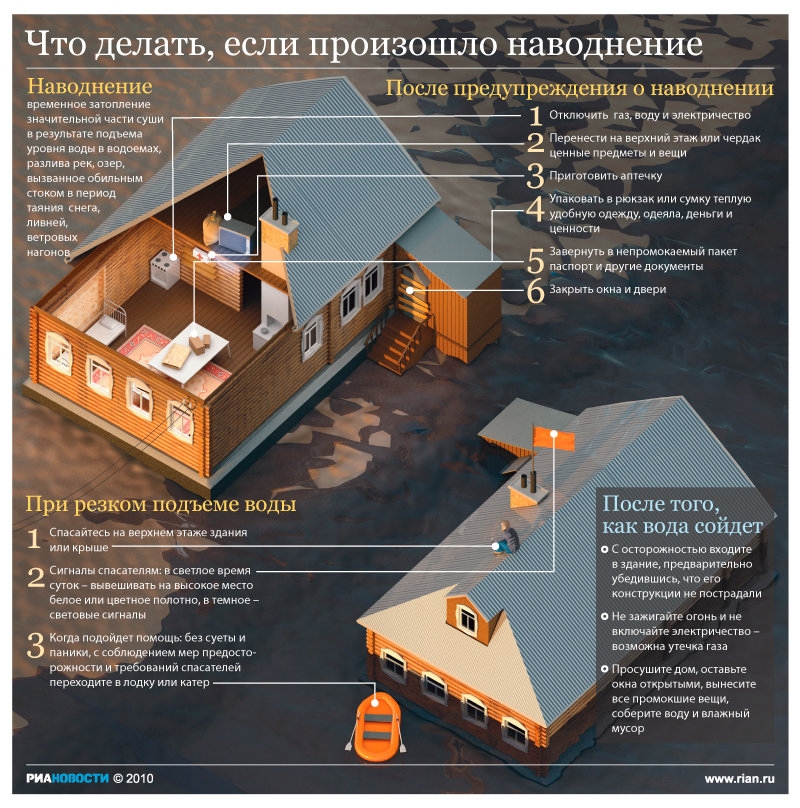 Что делать, если произошло наводнение
Наводнение
временное затопление
значительной части суши
в результате подъема
уровня воды в водоемах,
разлива рек, озер,
вызванное обильным
стоком в период
таяния снега,
ливней,
ветровых
нагонов
После предупреждения о наводнении
1 Отключить газ, воду и электричество
2 Перенести на верхний этаж или чердак
ценные предметы и вещи
3 Приготовить аптечку
4 Упаковать в рюкзак или сумку теплую
удобную одежду, одеяла, деньги и
ценности
5 Завернуть в непромокаемый пакет
паспорт и другие документы
6 Закрыть окна и двери
При резком подъеме воды
1 Спасайтесь на верхнем этаже здания
или крыше
2 Сигналы спасателям: в светлое время
суток – вывешивать на высокое место
белое или цветное полотно, в темное –
световые сигналы
3 Когда подойдет помощь: без суеты и
паники, с соблюдением мер предосто-
рожности и требований спасателей
переходите в лодку или катер
После того,
как вода сойдет
С осторожностью входите
в здание, предварительно
убедившись, что его
конструкции не пострадали
Не зажигайте огонь и не
включайте электричество –
возможна утечка газа
Просушите дом, оставьте
окна открытыми, вынесите
все промокшие вещи,
соберите воду и влажный
мусор
РИАНОВОСТИ © 2010
www.rian.ru